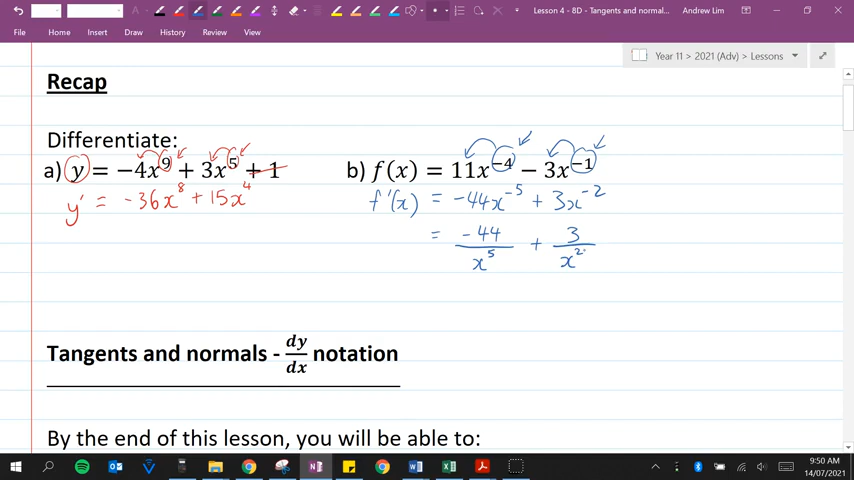 Lesson 4 - 8D - Tangents and normal... Andrew Lim
File Home Insert Draw History Review View
Year 11 > 2021 (Adv) > Lessons
Recap
Differentiate:
a) y = −4x⁹ + 3x⁵ + 1 b) f(x) = 11x⁻⁴ − 3x⁻¹
y' = -36x⁸ + 15x⁴ f'(x) = -44x⁻⁵ + 3x⁻²
= -44/x⁵ + 3/x²
Tangents and normals - dy/dx notation
By the end of this lesson, you will be able to:
9:50 AM
14/07/2021